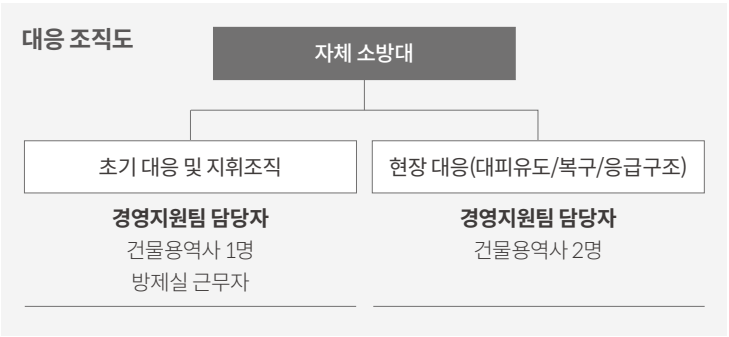 대응 조직도
자체 소방대
초기 대응 및 지휘조직
현장 대응(대피유도/복구/응급구조)
경영지원팀 담당자
건물용역사 1명
방제실 근무자
경영지원팀 담당자
건물용역사 2명